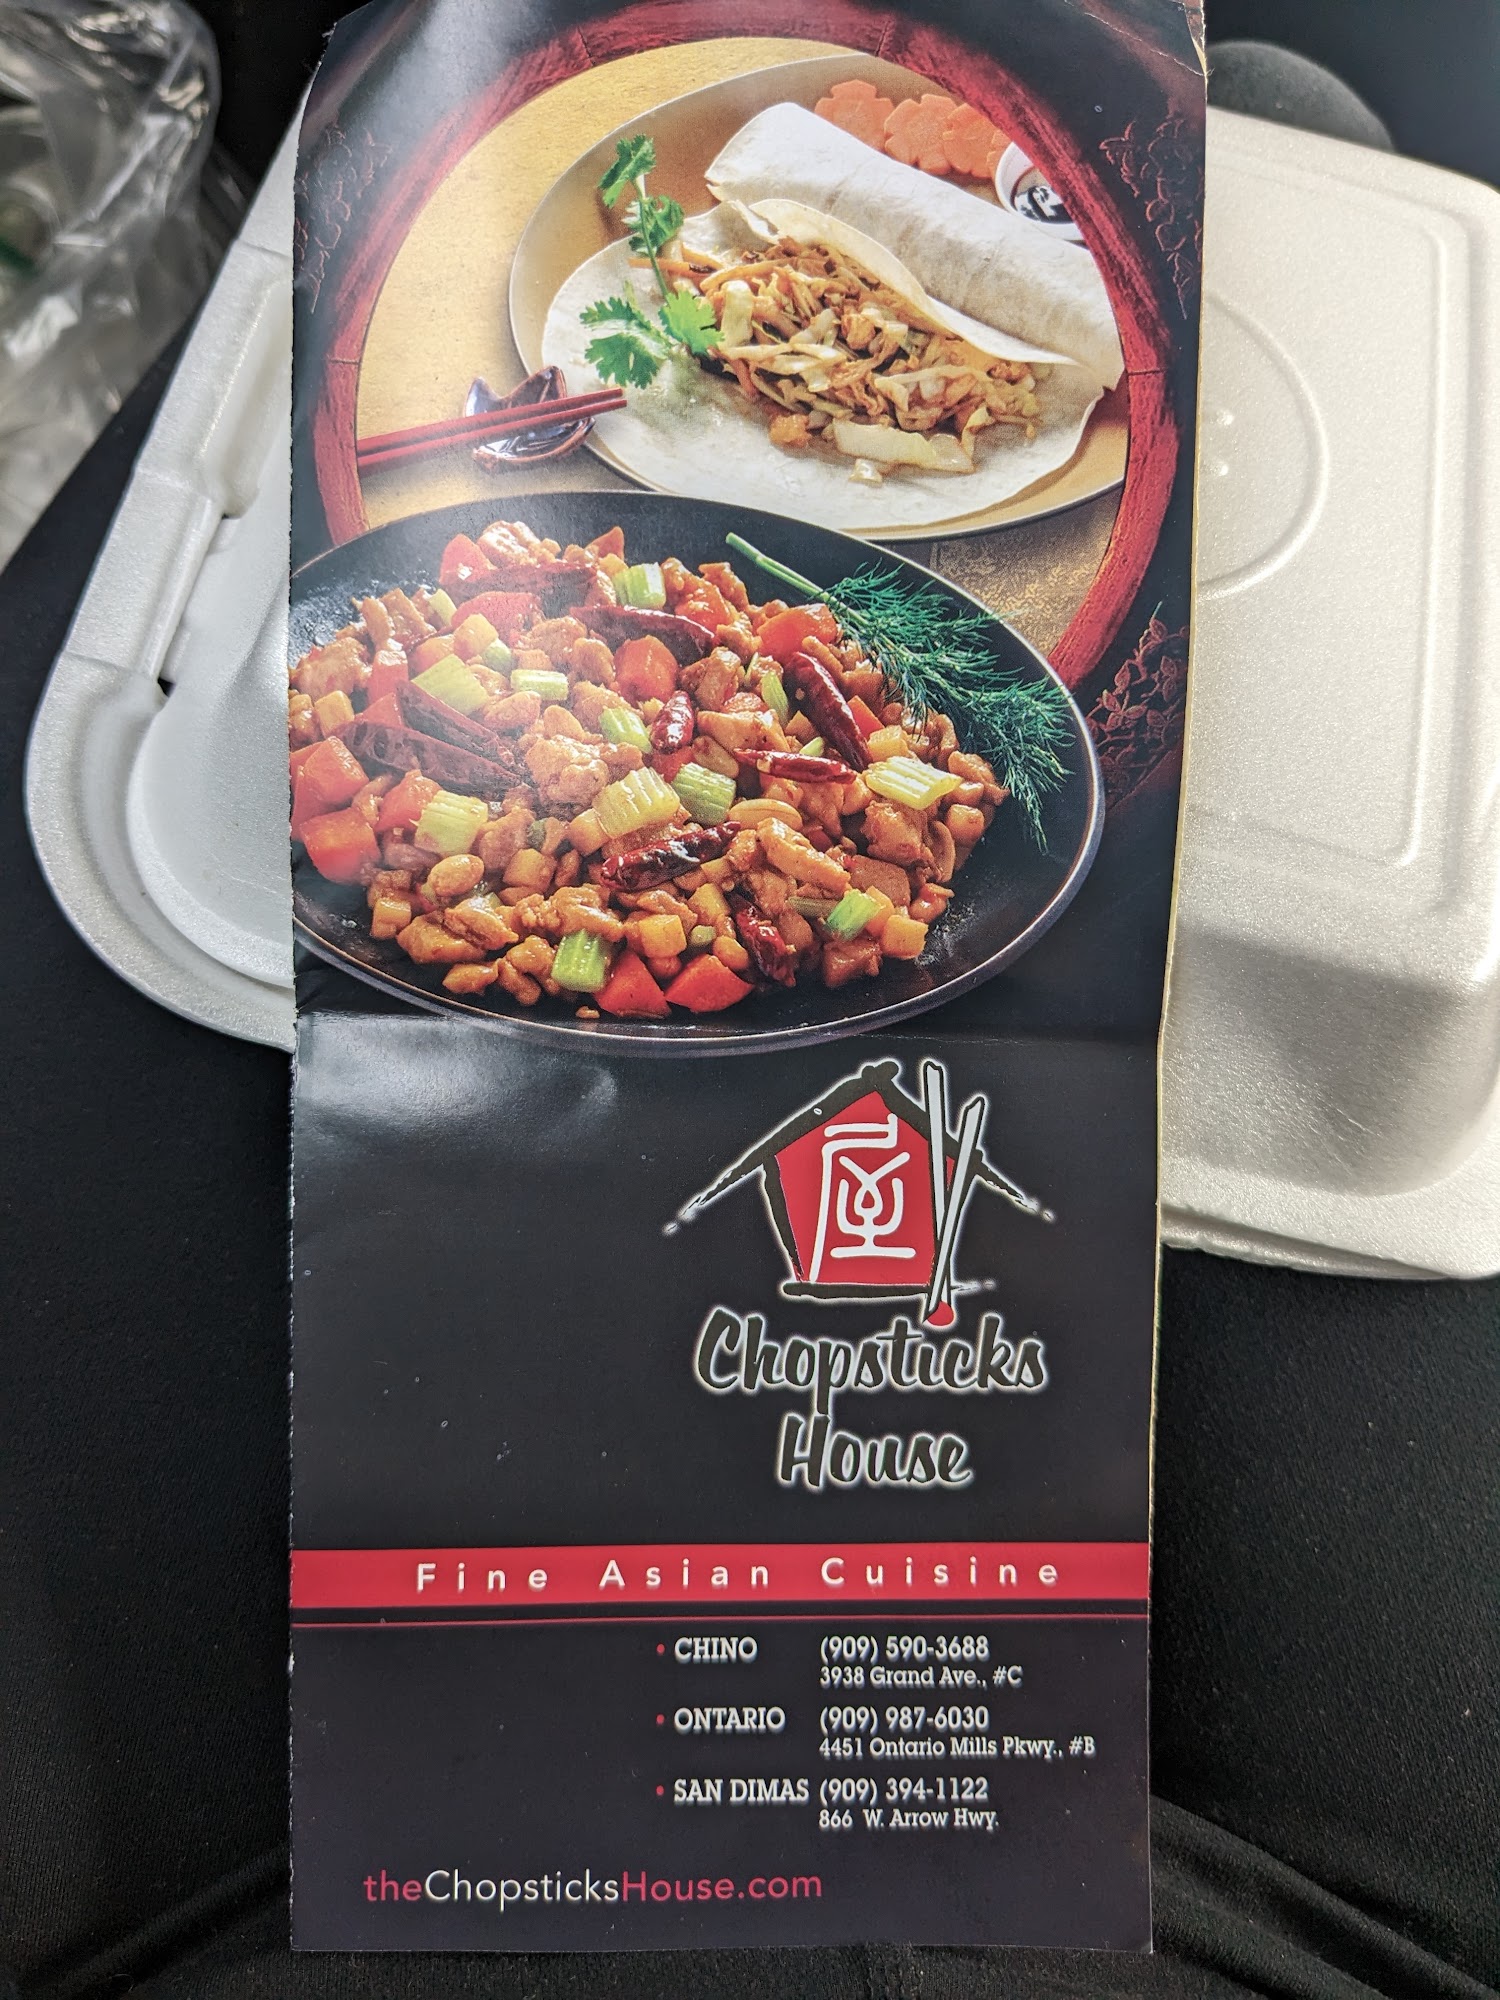 屋
Chopsticks
House
Fine Asian Cuisine
• CHINO (909) 590-3688
3938 Grand Ave., #C
• ONTARIO (909) 987-6030
4451 Ontario Mills Pkwy., #B
• SAN DIMAS (909) 394-1122
866 W. Arrow Hwy.
theChopsticksHouse.com